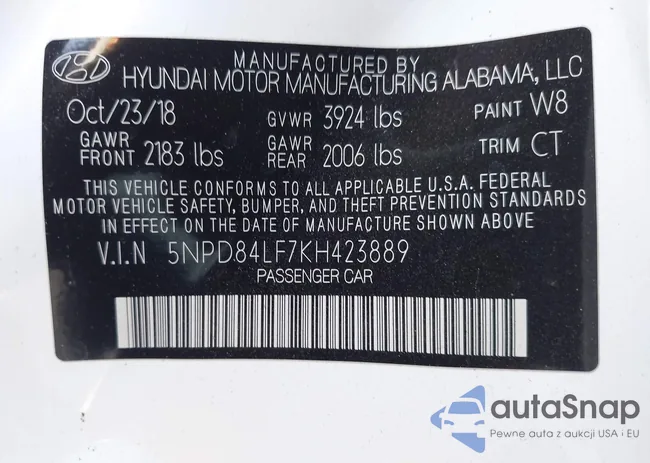 MANUFACTURED BY
HYUNDAI MOTOR MANUFACTURING ALABAMA, LLC
Oct/23/18 GVWR 3924 lbs PAINT W8
GAWR FRONT 2183 lbs GAWR REAR 2006 lbs TRIM CT
THIS VEHICLE CONFORMS TO ALL APPLICABLE U.S.A. FEDERAL
MOTOR VEHICLE SAFETY, BUMPER, AND THEFT PREVENTION STANDARDS
IN EFFECT ON THE DATE OF MANUFACTURE SHOWN ABOVE
V.I.N 5NPD84LF7KH423889
PASSENGER CAR
autaSnap
Pewne auta z aukcji USA i EU